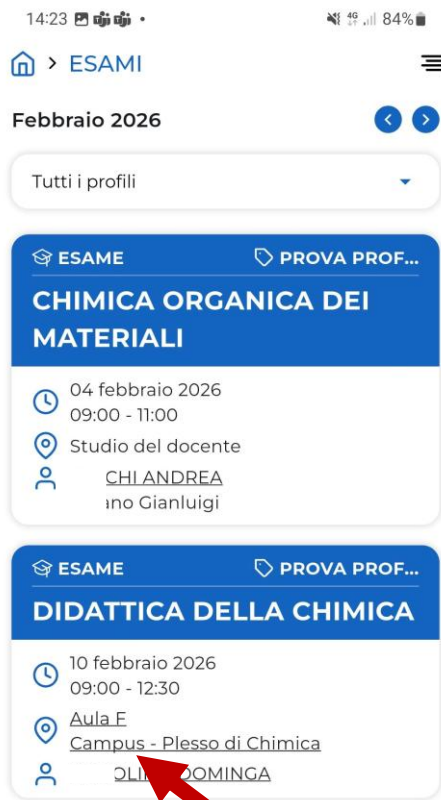 14:23
4G 84%
> ESAMI
Febbraio 2026
Tutti i profili
ESAME PROVA PROF...
CHIMICA ORGANICA DEI
MATERIALI
04 febbraio 2026
09:00 - 11:00
Studio del docente
ANDREA
Gianluigi
ESAME PROVA PROF...
DIDATTICA DELLA CHIMICA
10 febbraio 2026
09:00 - 12:30
Aula F
Campus - Plesso di Chimica